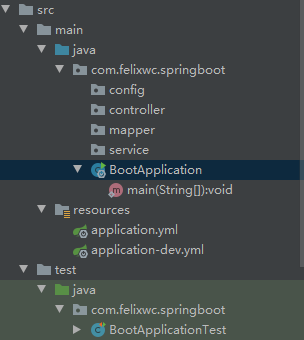 src
main
java
com.felixwc.springboot
config
controller
mapper
service
BootApplication
main(String[]):void
resources
application.yml
application-dev.yml
test
java
com.felixwc.springboot
BootApplicationTest